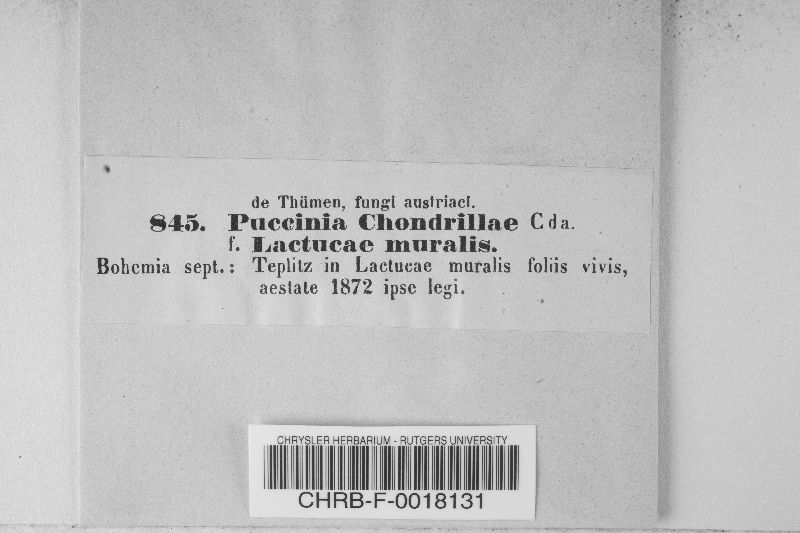 de Thümen, fungi austriaci.
845. Puccinia Chondrillae Cda.
f. Lactucae muralis.
Bohemia sept.: Teplitz in Lactucae muralis foliis vivis,
aestate 1872 ipse legi.
CHRYSLER HERBARIUM - RUTGERS UNIVERSITY
CHRB-F-0018131